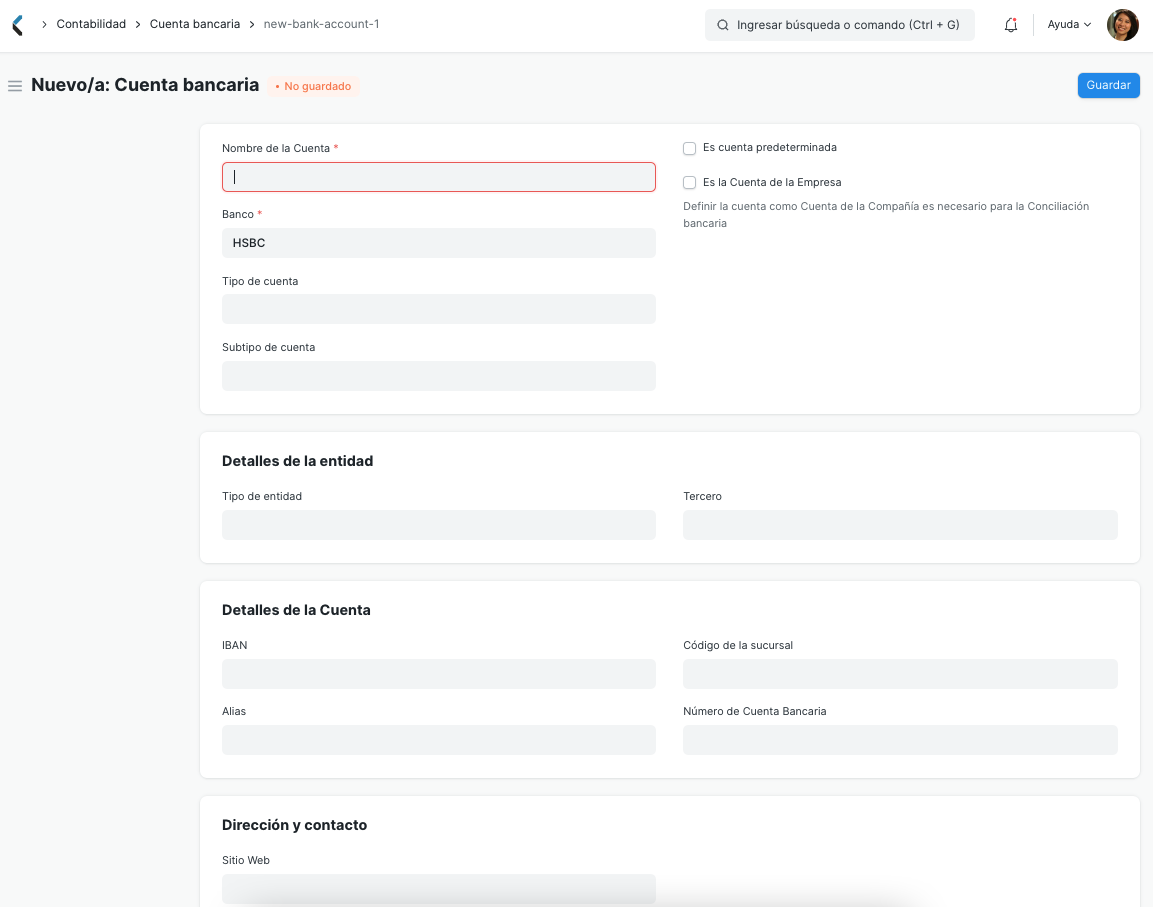 Contabilidad
Cuenta bancaria
new-bank-account-1
Ingresar búsqueda o comando (Ctrl + G)
Ayuda
Nuevo/a: Cuenta bancaria
No guardado
Guardar
Nombre de la Cuenta *
Es cuenta predeterminada
Es la Cuenta de la Empresa
Definir la cuenta como Cuenta de la Compañía es necesario para la Conciliación
bancaria
Banco *
HSBC
Tipo de cuenta
Subtipo de cuenta
Detalles de la entidad
Tipo de entidad
Tercero
Detalles de la Cuenta
IBAN
Código de la sucursal
Alias
Número de Cuenta Bancaria
Dirección y contacto
Sitio Web